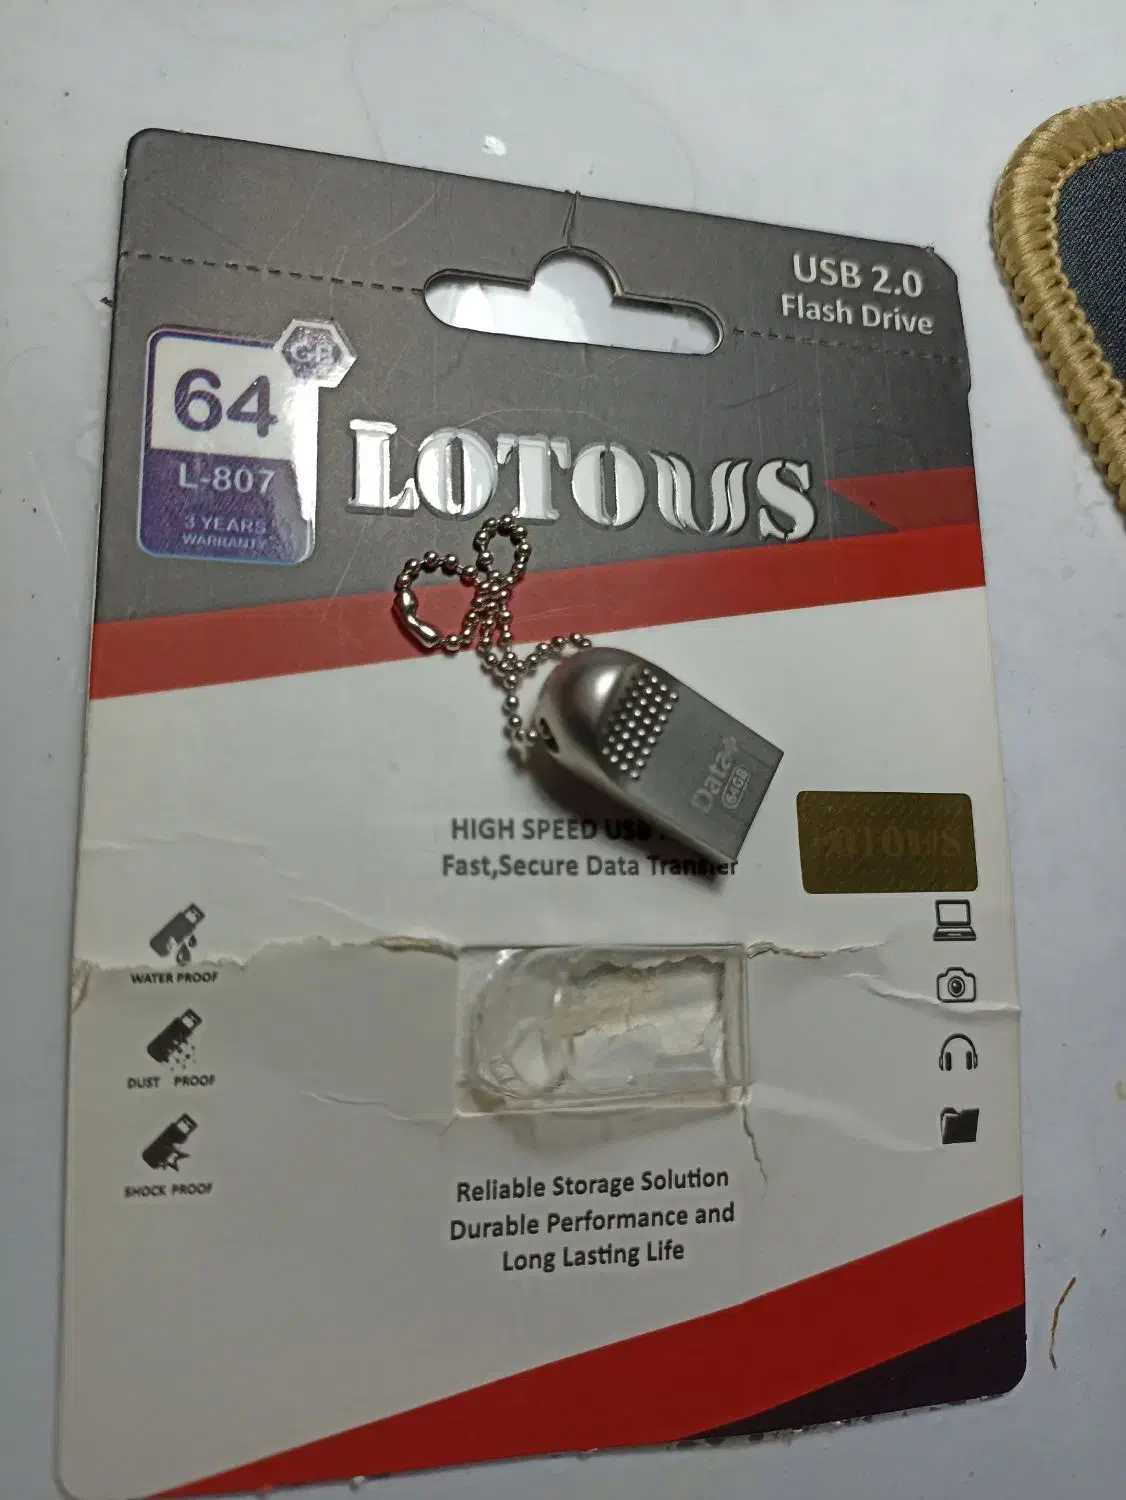 USB 2.0
Flash Drive
64
GB
L-807
3 YEARS
WARRANTY
LOTOUS
Data+
64GB
HIGH SPEED USB
Fast,Secure Data Transfer
LOTOUS
WATER PROOF
DUST PROOF
SHOCK PROOF
Reliable Storage Solution
Durable Performance and
Long Lasting Life